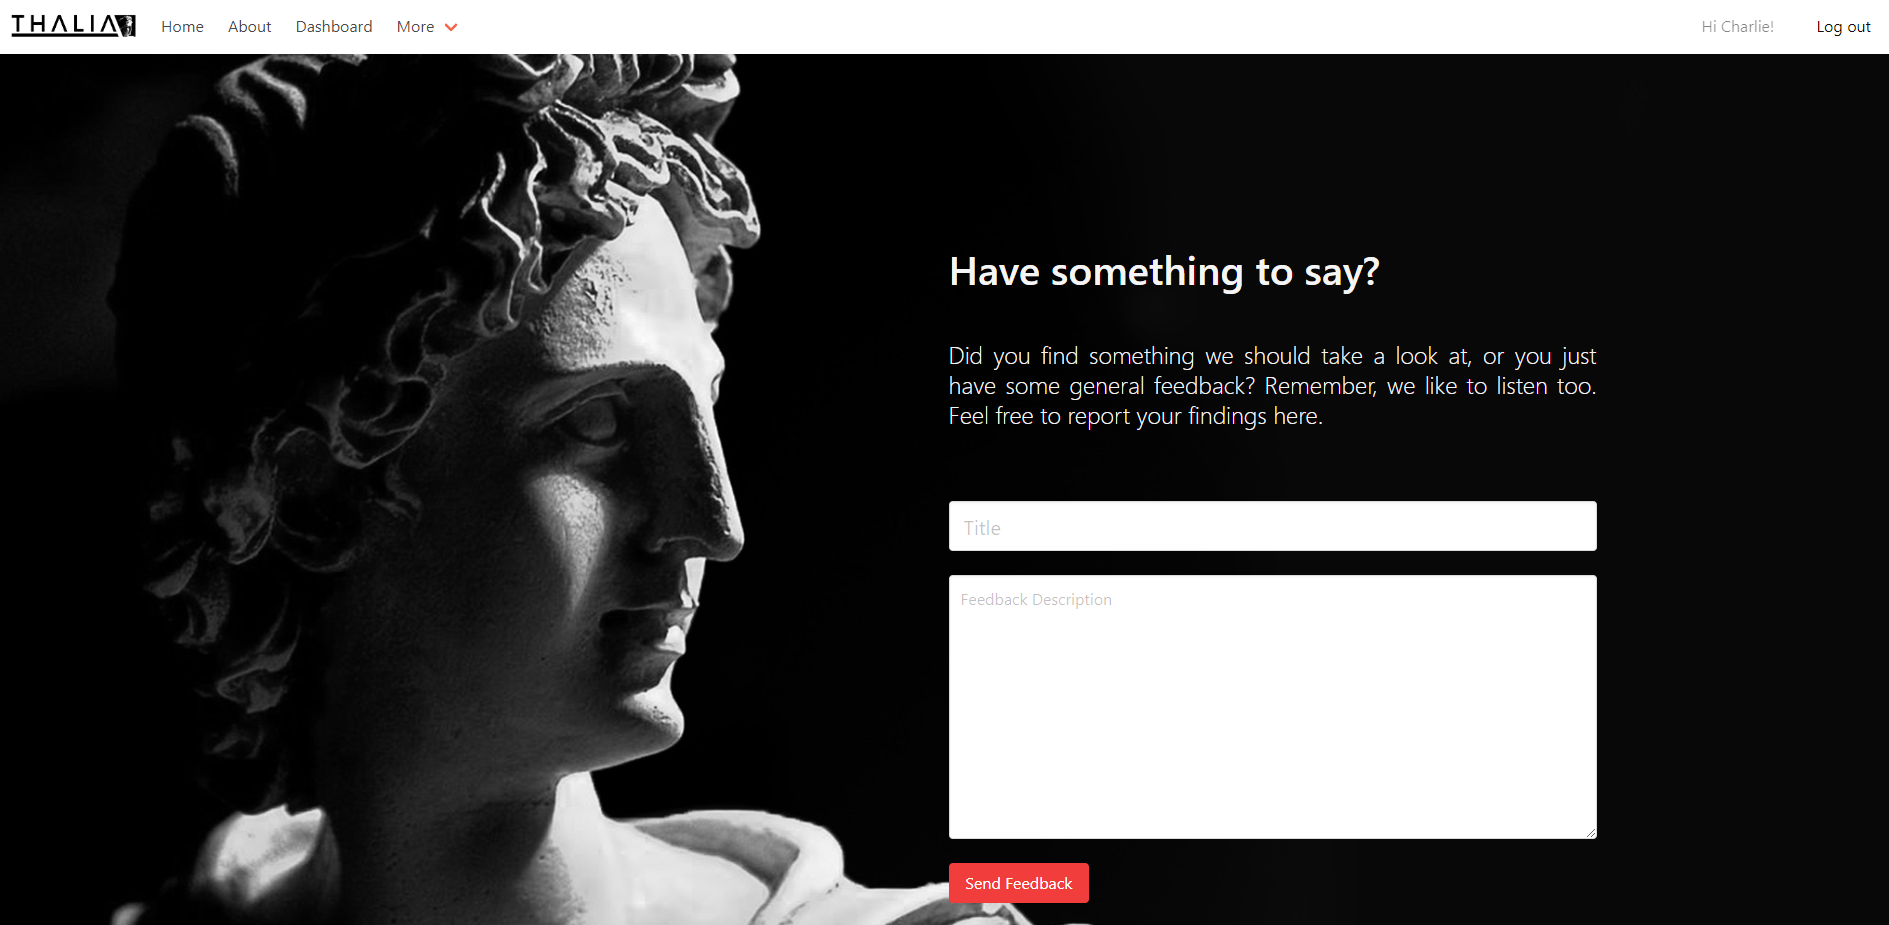 THALIA Home About Dashboard More Hi Charlie! Log out
Have something to say?
Did you find something we should take a look at, or you just
have some general feedback? Remember, we like to listen too.
Feel free to report your findings here.
Title
Feedback Description
Send Feedback